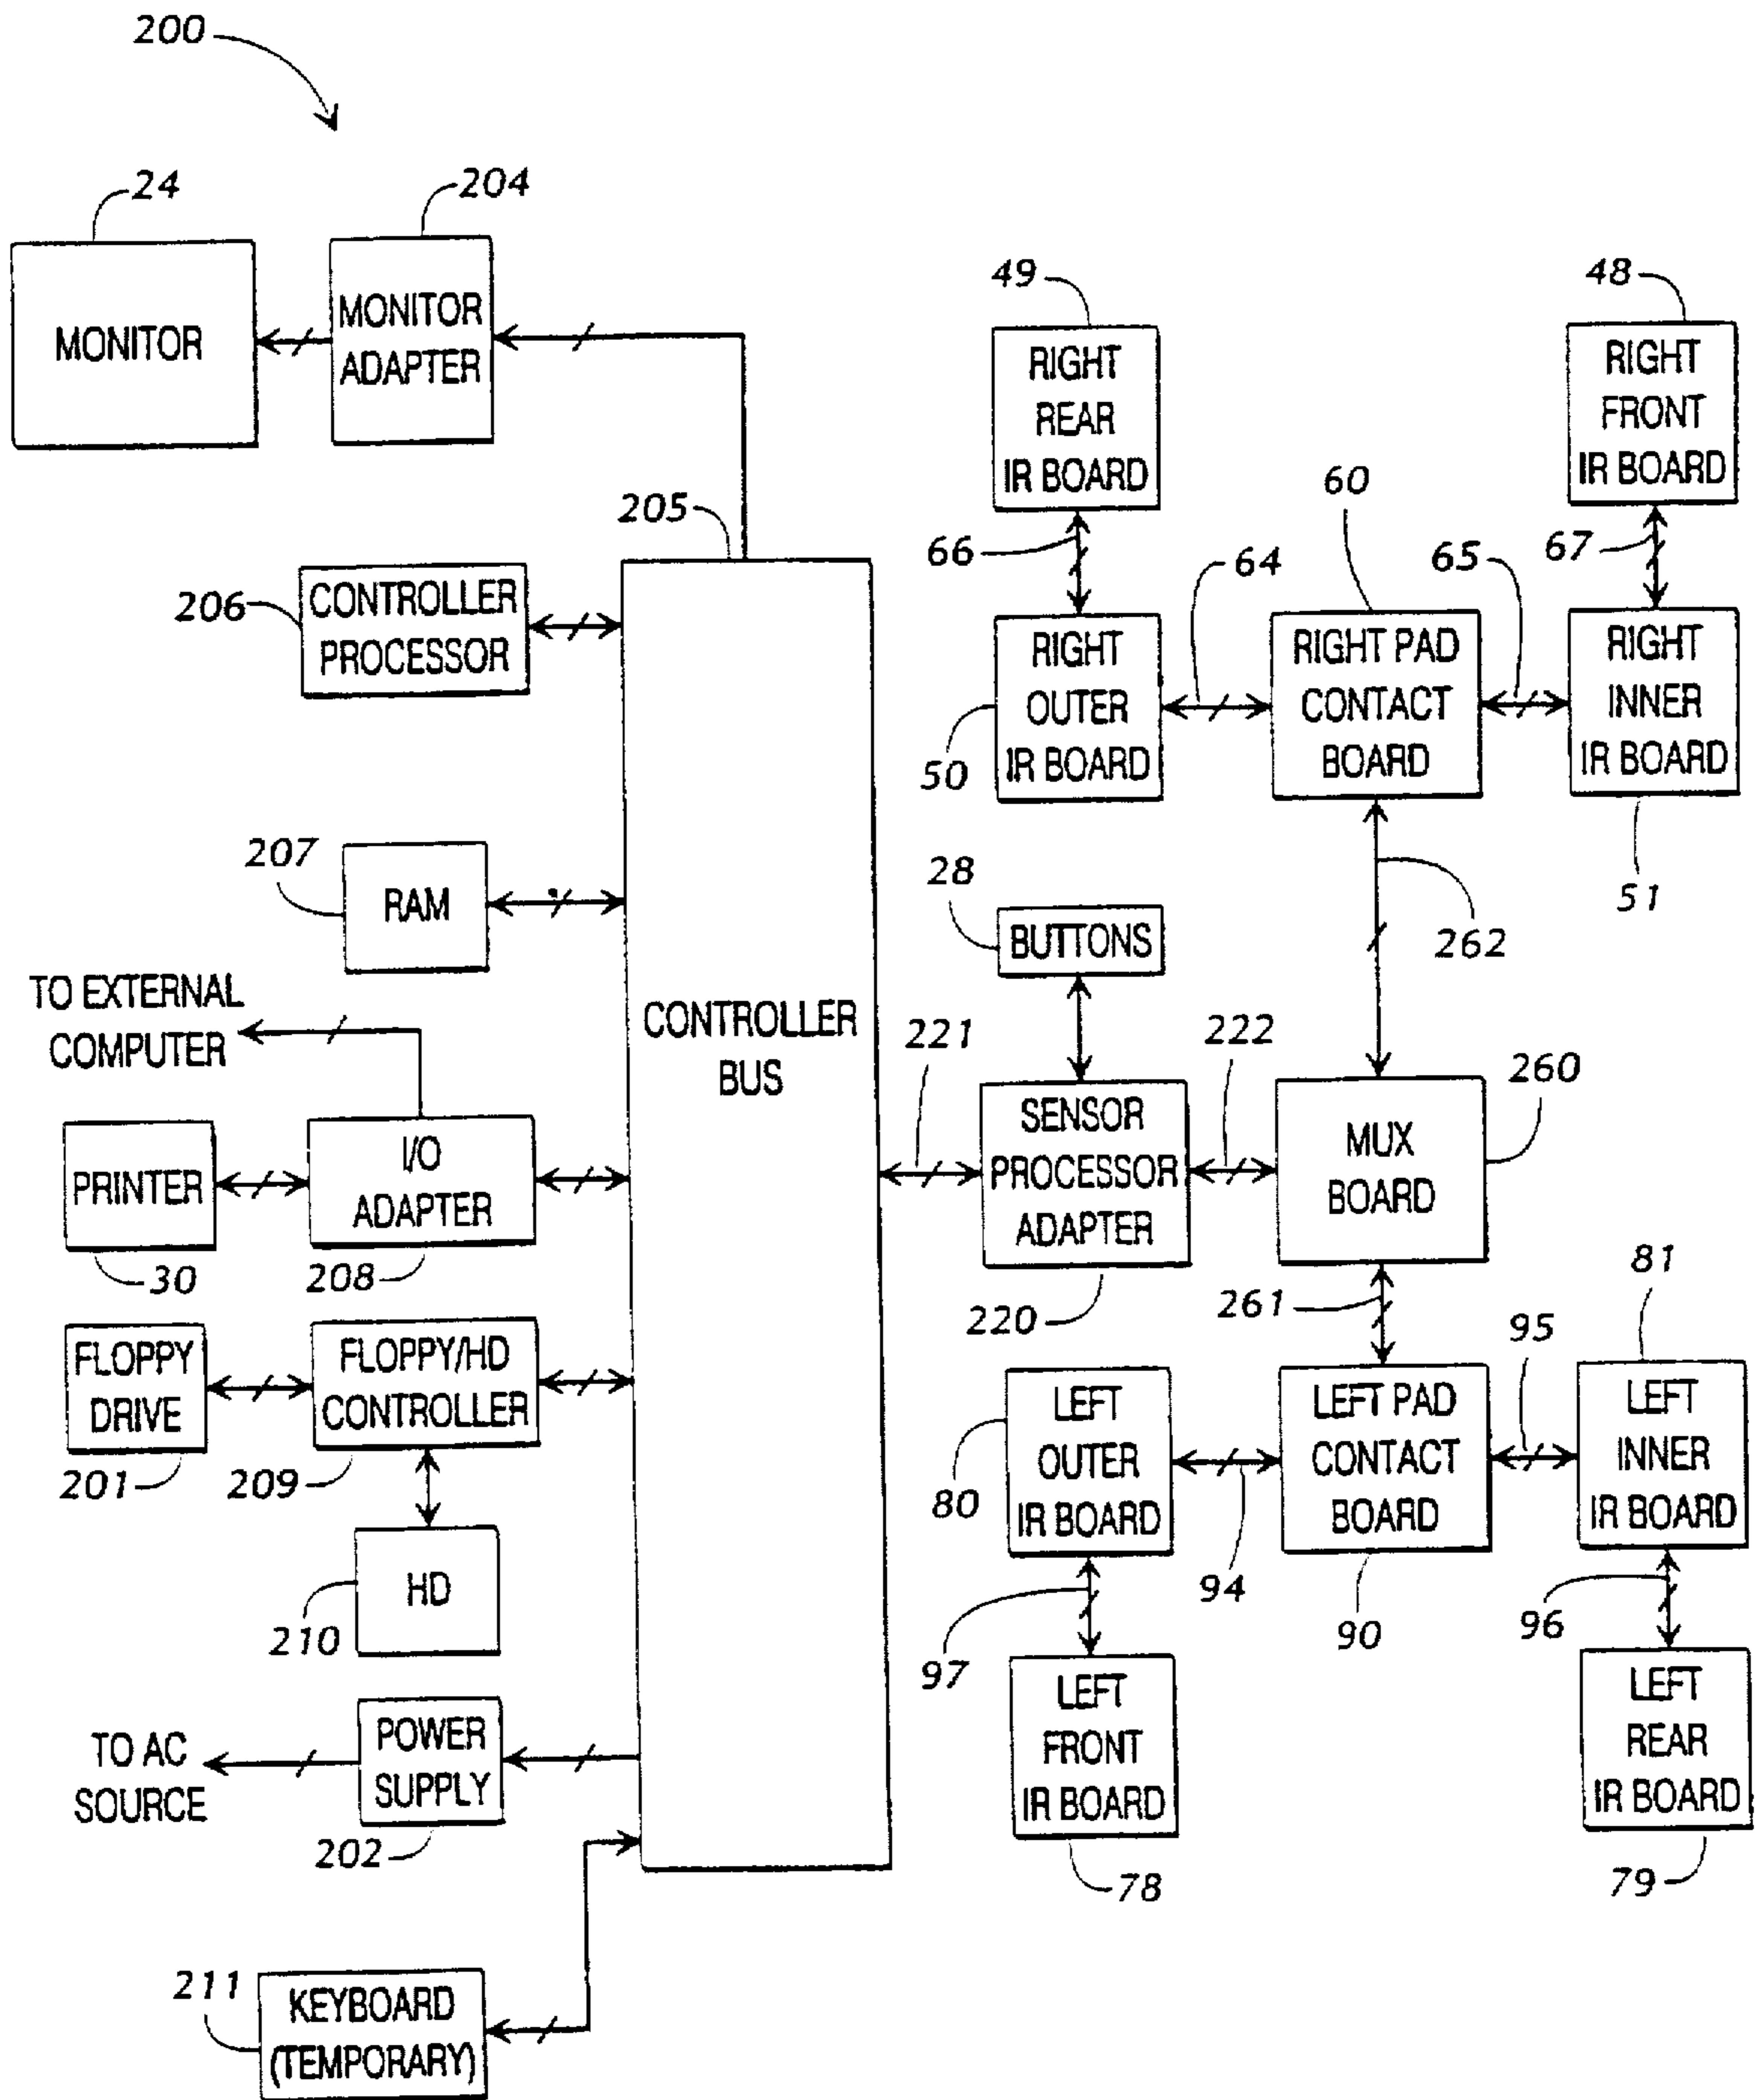 200
24
204
MONITOR
MONITOR
ADAPTER
49
48
RIGHT
REAR
IR BOARD
RIGHT
FRONT
IR BOARD
205
60
66
64
65
67
206
CONTROLLER
PROCESSOR
RIGHT
OUTER
IR BOARD
RIGHT PAD
CONTACT
BOARD
RIGHT
INNER
IR BOARD
50
51
207
RAM
28
BUTTONS
262
TO EXTERNAL
COMPUTER
CONTROLLER
BUS
221
222
260
PRINTER
I/O
ADAPTER
SENSOR
PROCESSOR
ADAPTER
MUX
BOARD
30
208
220
261
81
95
FLOPPY
DRIVE
FLOPPY/HD
CONTROLLER
80
LEFT
OUTER
IR BOARD
LEFT PAD
CONTACT
BOARD
LEFT
INNER
IR BOARD
201
209
210
HD
97
94
90
96
TO AC
SOURCE
POWER
SUPPLY
202
LEFT
FRONT
IR BOARD
LEFT
REAR
IR BOARD
78
79
211
KEYBOARD
(TEMPORARY)